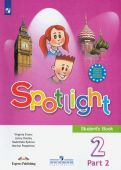 Spotlight
Virginia Evans
Jenny Dooley
Nadezhda Bykova
Marina Pospelova
Student's Book
2
Part 2
Express Publishing